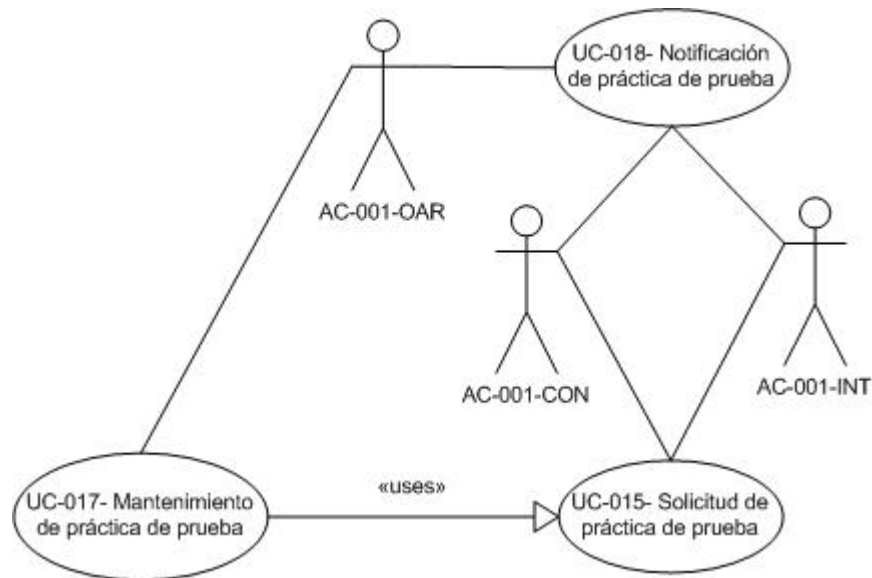 UC-018- Notificación
de práctica de prueba
AC-001-OAR
AC-001-CON
AC-001-INT
«uses»
UC-017- Mantenimiento
de práctica de prueba
UC-015- Solicitud de
práctica de prueba